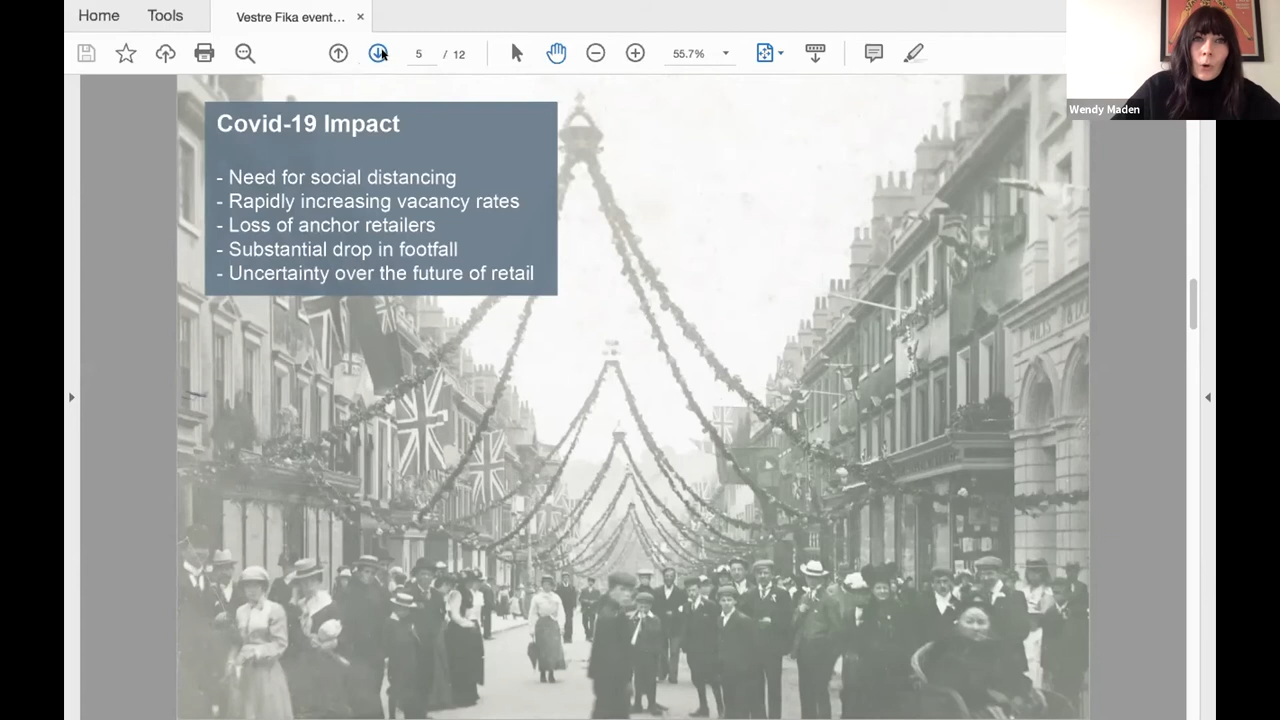 Home
Tools
Vestre Fika event...
5 / 12
55.7%
Wendy Maden
Covid-19 Impact
- Need for social distancing
- Rapidly increasing vacancy rates
- Loss of anchor retailers
- Substantial drop in footfall
- Uncertainty over the future of retail